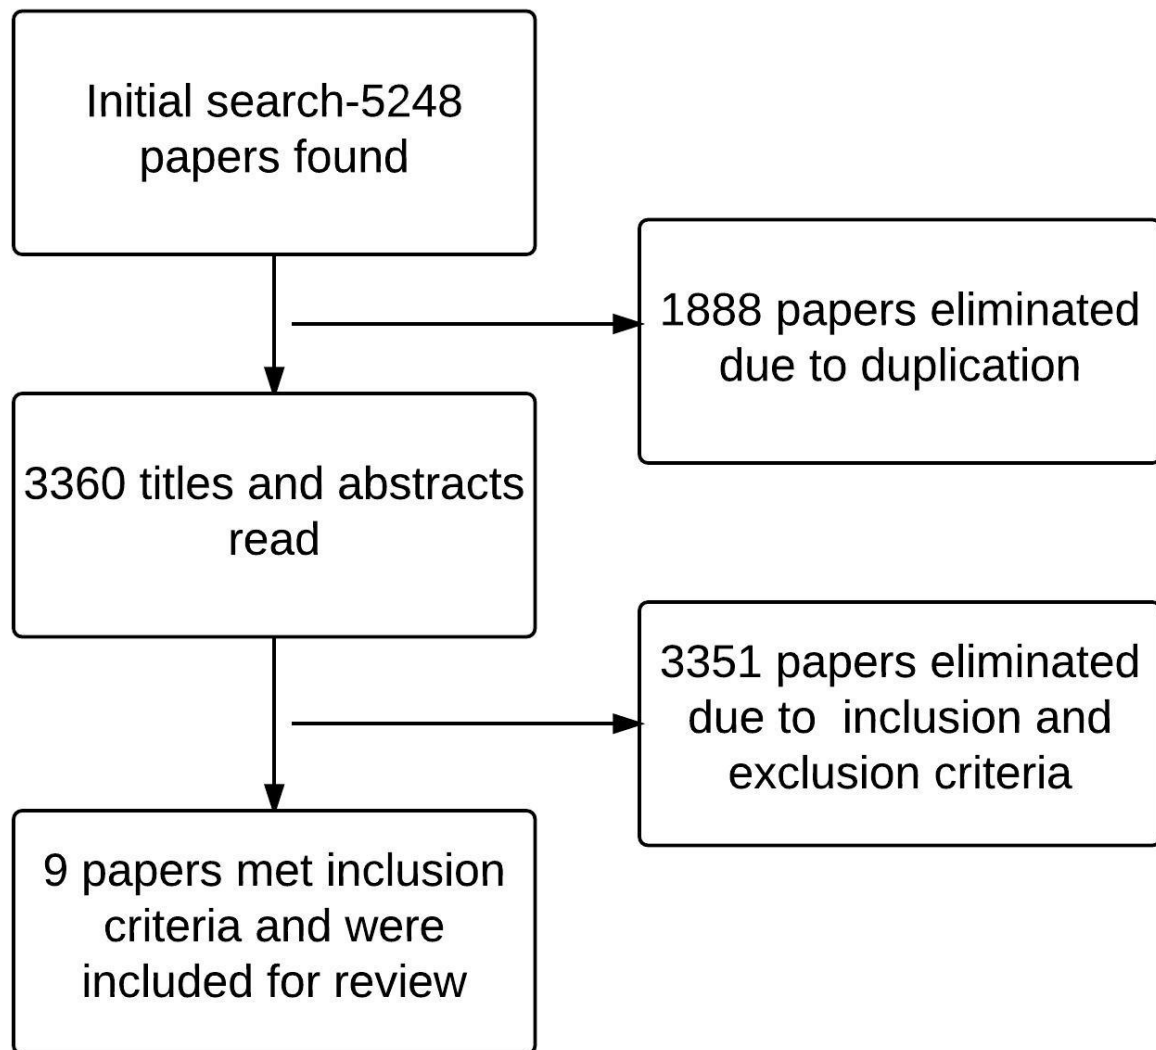 Initial search-5248
papers found
1888 papers eliminated
due to duplication
3360 titles and abstracts
read
3351 papers eliminated
due to  inclusion and
exclusion criteria
9 papers met inclusion
criteria and were
included for review